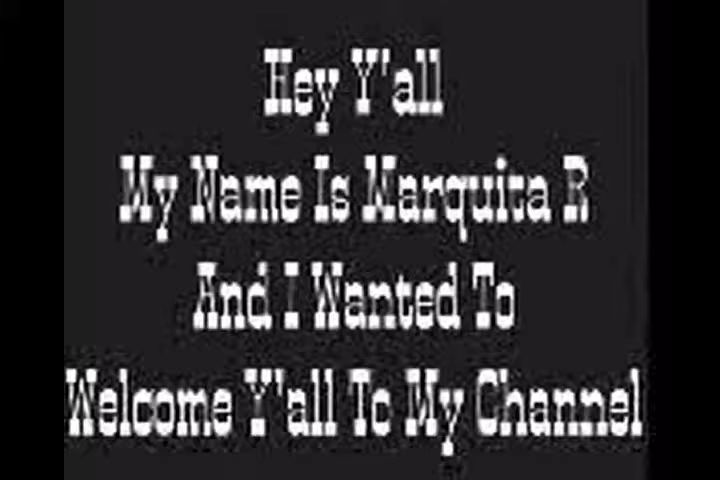 Hey Y'all
My Name Is Marquita R
And I Wanted To
Welcome Y'all To My Channel